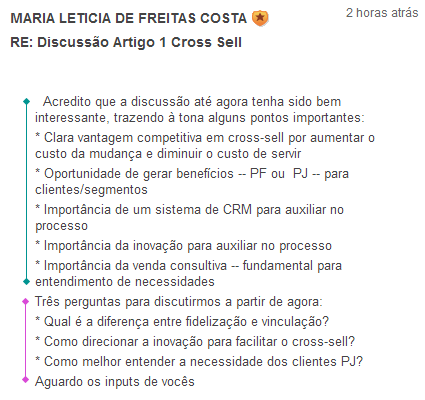 MARIA LETICIA DE FREITAS COSTA
2 horas atrás
RE: Discussão Artigo 1 Cross Sell
Acredito que a discussão até agora tenha sido bem
interessante, trazendo à tona alguns pontos importantes:
* Clara vantagem competitiva em cross-sell por aumentar o
custo da mudança e diminuir o custo de servir
* Oportunidade de gerar benefícios -- PF ou PJ -- para
clientes/segmentos
* Importância de um sistema de CRM para auxiliar no
processo
* Importância da inovação para auxiliar no processo
* Importância da venda consultiva -- fundamental para
entendimento de necessidades
Três perguntas para discutirmos a partir de agora:
* Qual é a diferença entre fidelização e vinculação?
* Como direcionar a inovação para facilitar o cross-sell?
* Como melhor entender a necessidade dos clientes PJ?
Aguardo os inputs de vocês